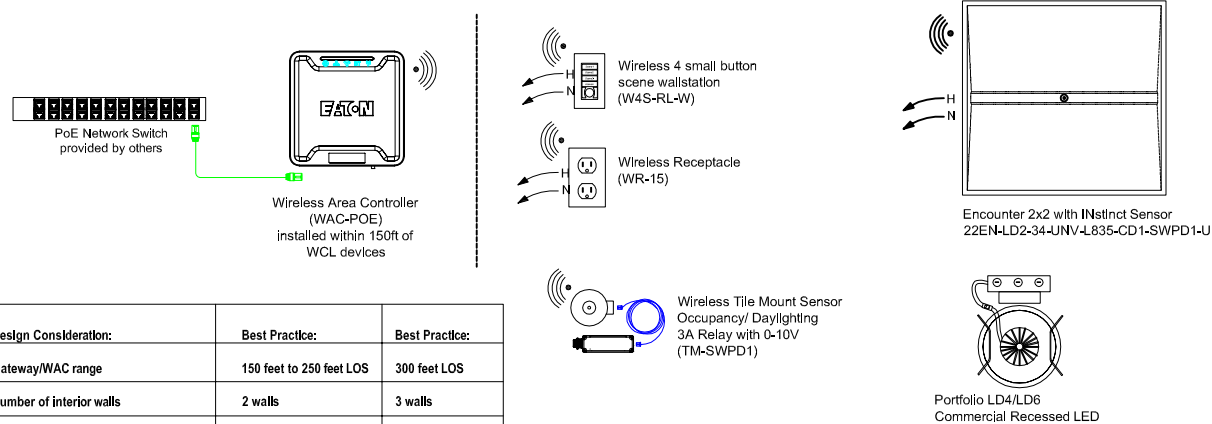 PoE Network Switch
provided by others
EATON
Wireless Area Controller
(WAC-POE)
installed within 150ft of
WCL devices
H
N
Wireless 4 small button
scene wallstation
(W4S-RL-W)
H
N
Wireless Receptacle
(WR-15)
Wireless Tile Mount Sensor
Occupancy/ Daylighting
3A Relay with 0-10V
(TM-SWPD1)
H
N
Encounter 2x2 with INstinct Sensor
22EN-LD2-34-UNV-L835-CD1-SWPD1-U
Portfolio LD4/LD6
Commercial Recessed LED
esign Consideration: Best Practice: Best Practice:
ateway/WAC range 150 feet to 250 feet LOS 300 feet LOS
umber of interior walls 2 walls 3 walls